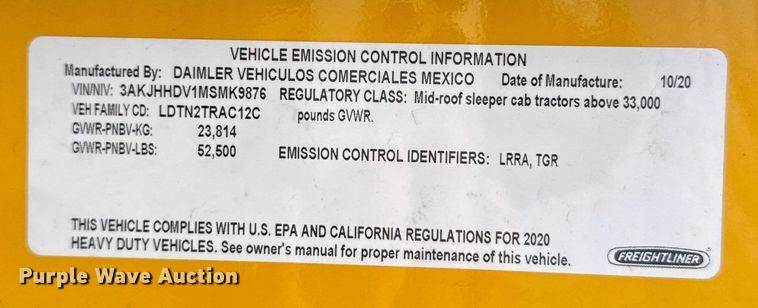 VEHICLE EMISSION CONTROL INFORMATION
Manufactured By: DAIMLER VEHICULOS COMERCIALES MEXICO Date of Manufacture: 10/20
VIN/NIV: 3AKJHHDV1MSMK9876 REGULATORY CLASS: Mid-roof sleeper cab tractors above 33,000
VEH FAMILY CD: LDTN2TRAC12C pounds GVWR.
GVWR-PNBV-KG: 23,814
GVWR-PNBV-LBS: 52,500 EMISSION CONTROL IDENTIFIERS: LRRA, TGR
THIS VEHICLE COMPLIES WITH U.S. EPA AND CALIFORNIA REGULATIONS FOR 2020
HEAVY DUTY VEHICLES. See owner's manual for proper maintenance of this vehicle.
FREIGHTLINER
Purple Wave Auction